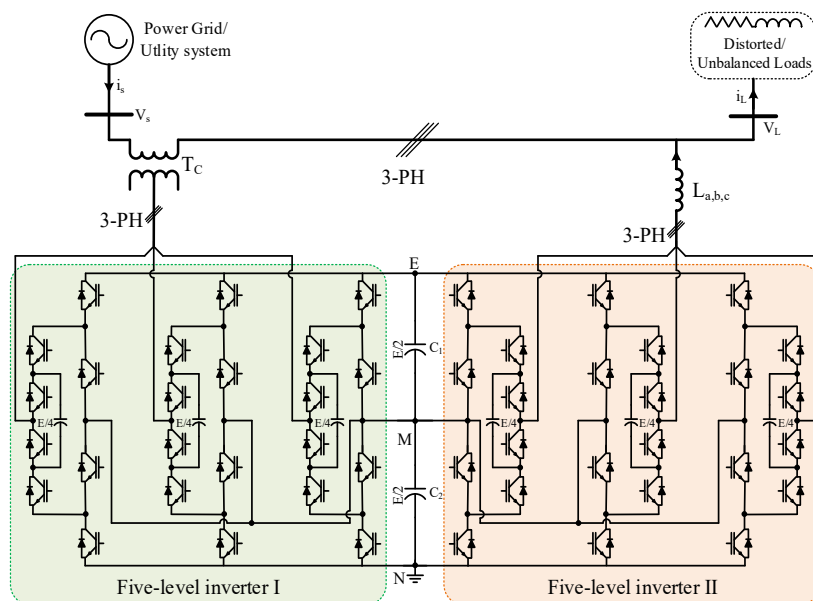 Power Grid/
Utlity system
Distorted/
Unbalanced Loads
i_s
i_L
V_s
V_L
T_C
3-PH
L_a,b,c
3-PH
3-PH
E
E/2
C_1
E/4
E/4
E/4
E/4
E/4
E/4
M
E/2
C_2
N
Five-level inverter I
Five-level inverter II